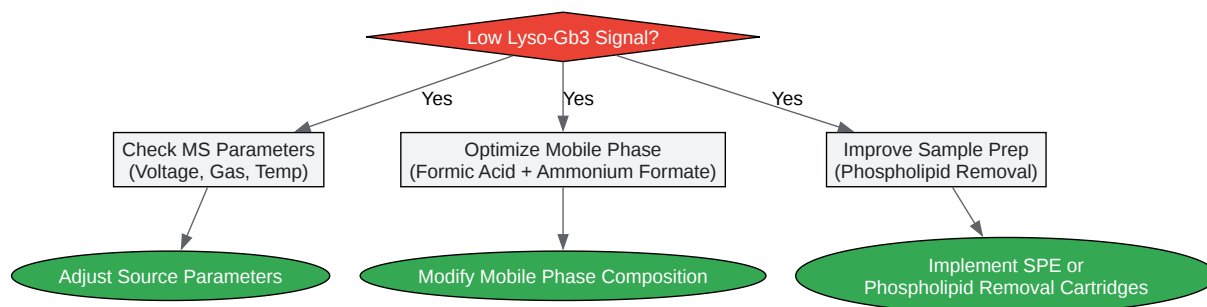 Low Lyso-Gb3 Signal?
Yes
Yes
Yes
Check MS Parameters
(Voltage, Gas, Temp)
Optimize Mobile Phase
(Formic Acid + Ammonium Formate)
Improve Sample Prep
(Phospholipid Removal)
Adjust Source Parameters
Modify Mobile Phase Composition
Implement SPE or
Phospholipid Removal Cartridges